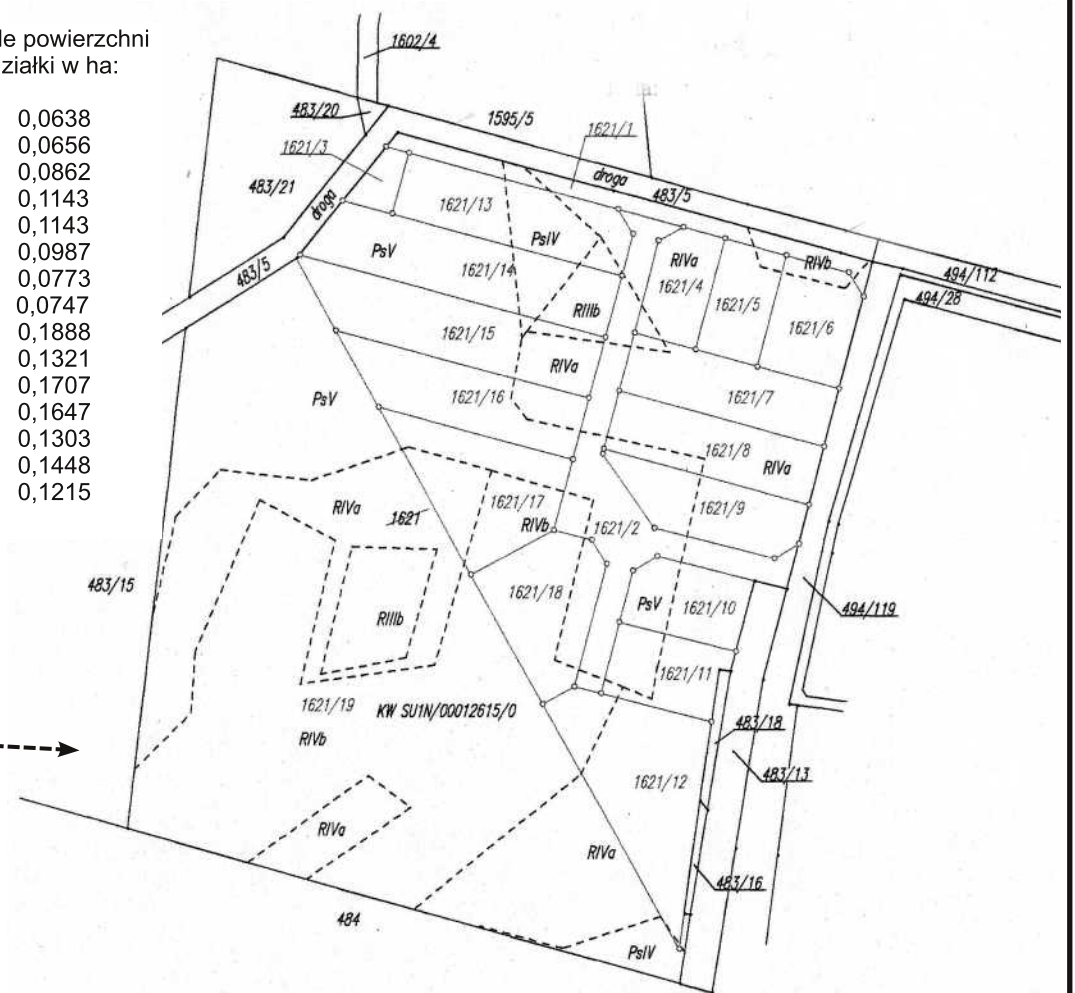 le powierzchni
ziałki w ha:
0,0638
0,0656
0,0862
0,1143
0,1143
0,0987
0,0773
0,0747
0,1888
0,1321
0,1707
0,1647
0,1303
0,1448
0,1215
1602/4
483/20
1595/5
1621/1
1621/3
droga
483/5
483/21
droga
1621/13
PsIV
PsV
1621/14
RIVa
RIVb
494/112
483/5
1621/4
1621/5
494/28
RIIIb
1621/6
1621/15
RIVa
PsV
1621/16
1621/7
1621/8
RIVa
1621/17
RIVa
1621
RIVb
1621/2
1621/9
483/15
1621/18
PsV
1621/10
494/119
RIIIb
1621/11
1621/19
KW SU1N/00012615/0
483/18
RIVb
1621/12
483/13
RIVa
RIVa
483/16
484
PsIV